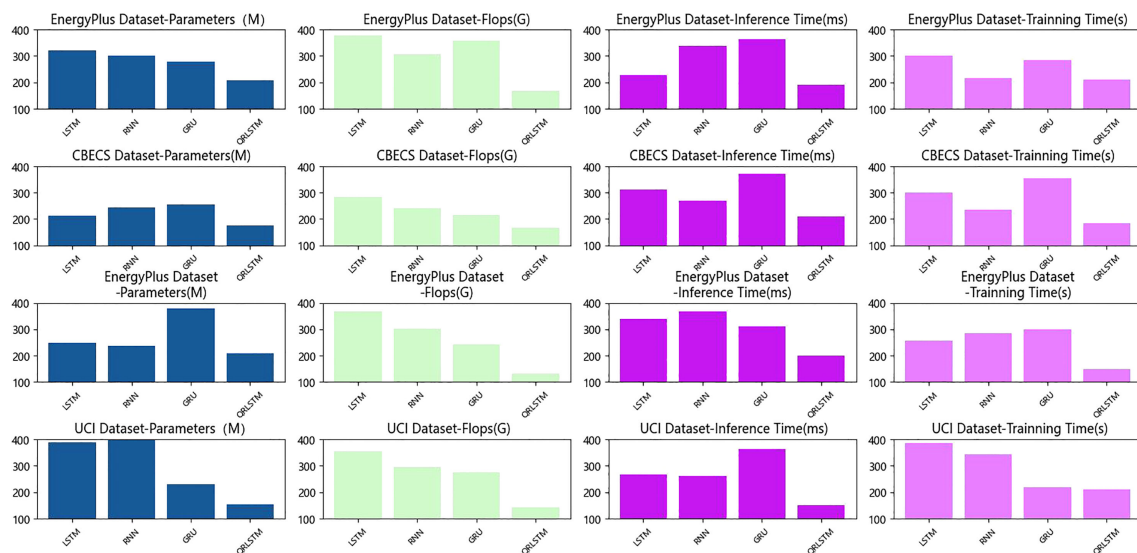 EnergyPlus Dataset-Parameters（M）
400
300
200
100
LSTM
RNN
GRU
QRLSTM
EnergyPlus Dataset-Flops(G)
400
300
200
100
LSTM
RNN
GRU
QRLSTM
EnergyPlus Dataset-Inference Time(ms)
400
300
200
100
LSTM
RNN
GRU
QRLSTM
EnergyPlus Dataset-Trainning Time(s)
400
300
200
100
LSTM
RNN
GRU
QRLSTM
CBECS Dataset-Parameters(M)
400
300
200
100
LSTM
RNN
GRU
QRLSTM
CBECS Dataset-Flops(G)
400
300
200
100
LSTM
RNN
GRU
QRLSTM
CBECS Dataset-Inference Time(ms)
400
300
200
100
LSTM
RNN
GRU
QRLSTM
CBECS Dataset-Trainning Time(s)
400
300
200
100
LSTM
RNN
GRU
QRLSTM
EnergyPlus Dataset
-Parameters(M)
400
300
200
100
LSTM
RNN
GRU
QRLSTM
EnergyPlus Dataset
-Flops(G)
400
300
200
100
LSTM
RNN
GRU
QRLSTM
EnergyPlus Dataset
-Inference Time(ms)
400
300
200
100
LSTM
RNN
GRU
QRLSTM
EnergyPlus Dataset
-Trainning Time(s)
400
300
200
100
LSTM
RNN
GRU
QRLSTM
UCI Dataset-Parameters（M）
400
300
200
100
LSTM
RNN
GRU
QRLSTM
UCI Dataset-Flops(G)
400
300
200
100
LSTM
RNN
GRU
QRLSTM
UCI Dataset-Inference Time(ms)
400
300
200
100
LSTM
RNN
GRU
QRLSTM
UCI Dataset-Trainning Time(s)
400
300
200
100
LSTM
RNN
GRU
QRLSTM